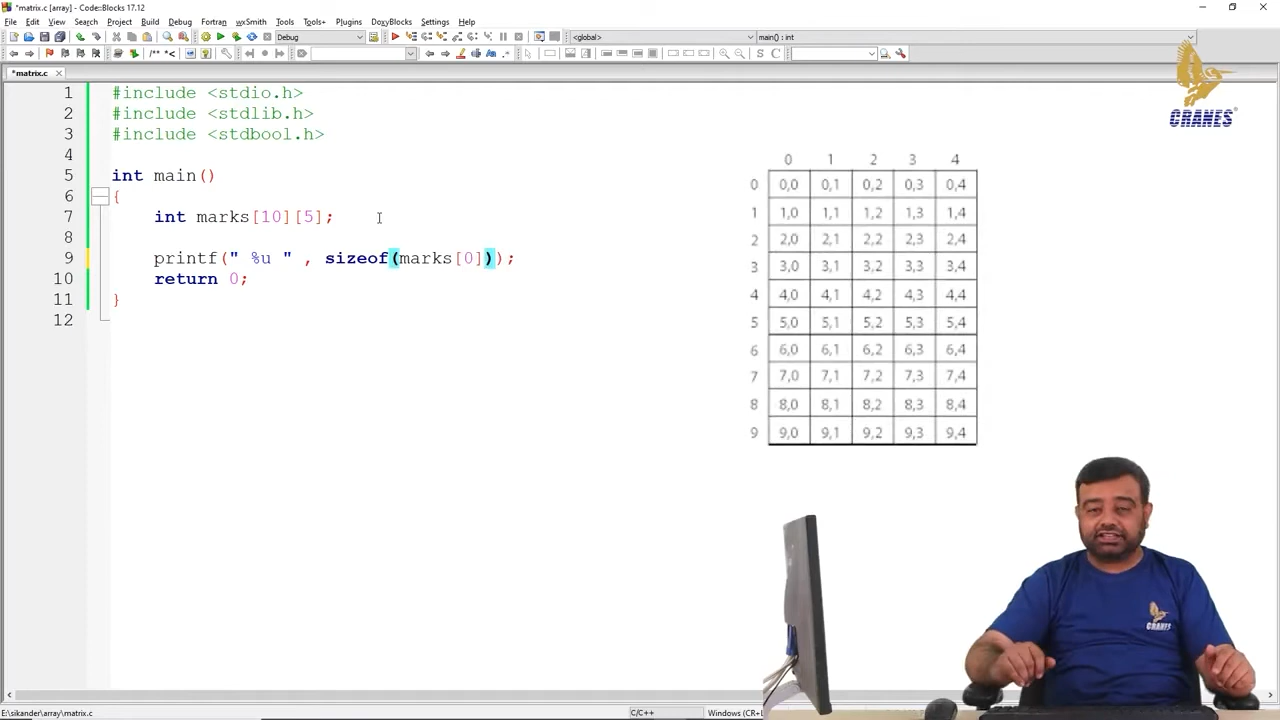 *matrix.c [array] - Code::Blocks 17.12
File Edit View Search Project Build Debug Fortran wxSmith Tools Tools+ Plugins DoxyBlocks Settings Help
Debug <global> main() : int
/** *<
Aa .* S C
*matrix.c
1 #include <stdio.h>
2 #include <stdlib.h>
3 #include <stdbool.h>
4
5 int main()
6 {
7 int marks[10][5];
8
9 printf(" %u " , sizeof(marks[0]));
10 return 0;
11 }
12
CRANES
0 1 2 3 4
0 0,0 0,1 0,2 0,3 0,4
1 1,0 1,1 1,2 1,3 1,4
2 2,0 2,1 2,2 2,3 2,4
3 3,0 3,1 3,2 3,3 3,4
4 4,0 4,1 4,2 4,3 4,4
5 5,0 5,1 5,2 5,3 5,4
6 6,0 6,1 6,2 6,3 6,4
7 7,0 7,1 7,2 7,3 7,4
8 8,0 8,1 8,2 8,3 8,4
9 9,0 9,1 9,2 9,3 9,4
CRANES
E:\sikander\array\matrix.c C/C++ Windows (CR+L